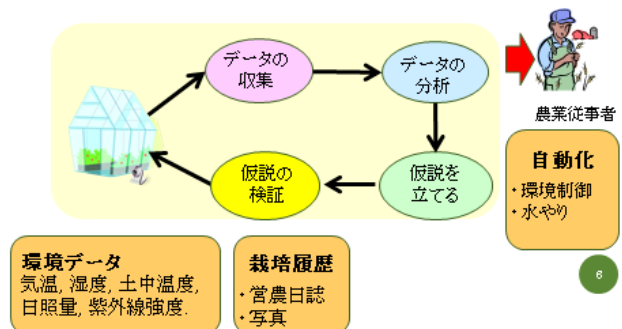 データの
収集
データの
分析
農業従事者
仮説の
検証
仮説を
立てる
自動化
・環境制御
・水やり
環境データ
気温, 湿度, 土中温度,
日照量, 紫外線強度.
栽培履歴
・営農日誌
・写真
6